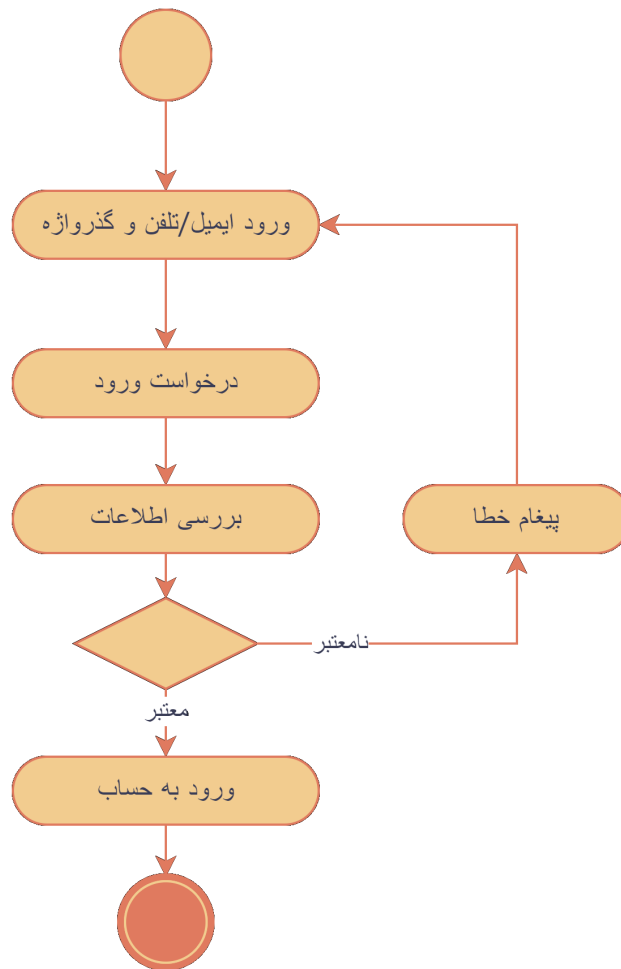 ورود ایمیل/تلفن و گذرواژه
درخواست ورود
بررسی اطلاعات
پیغام خطا
نامعتبر
معتبر
ورود به حساب